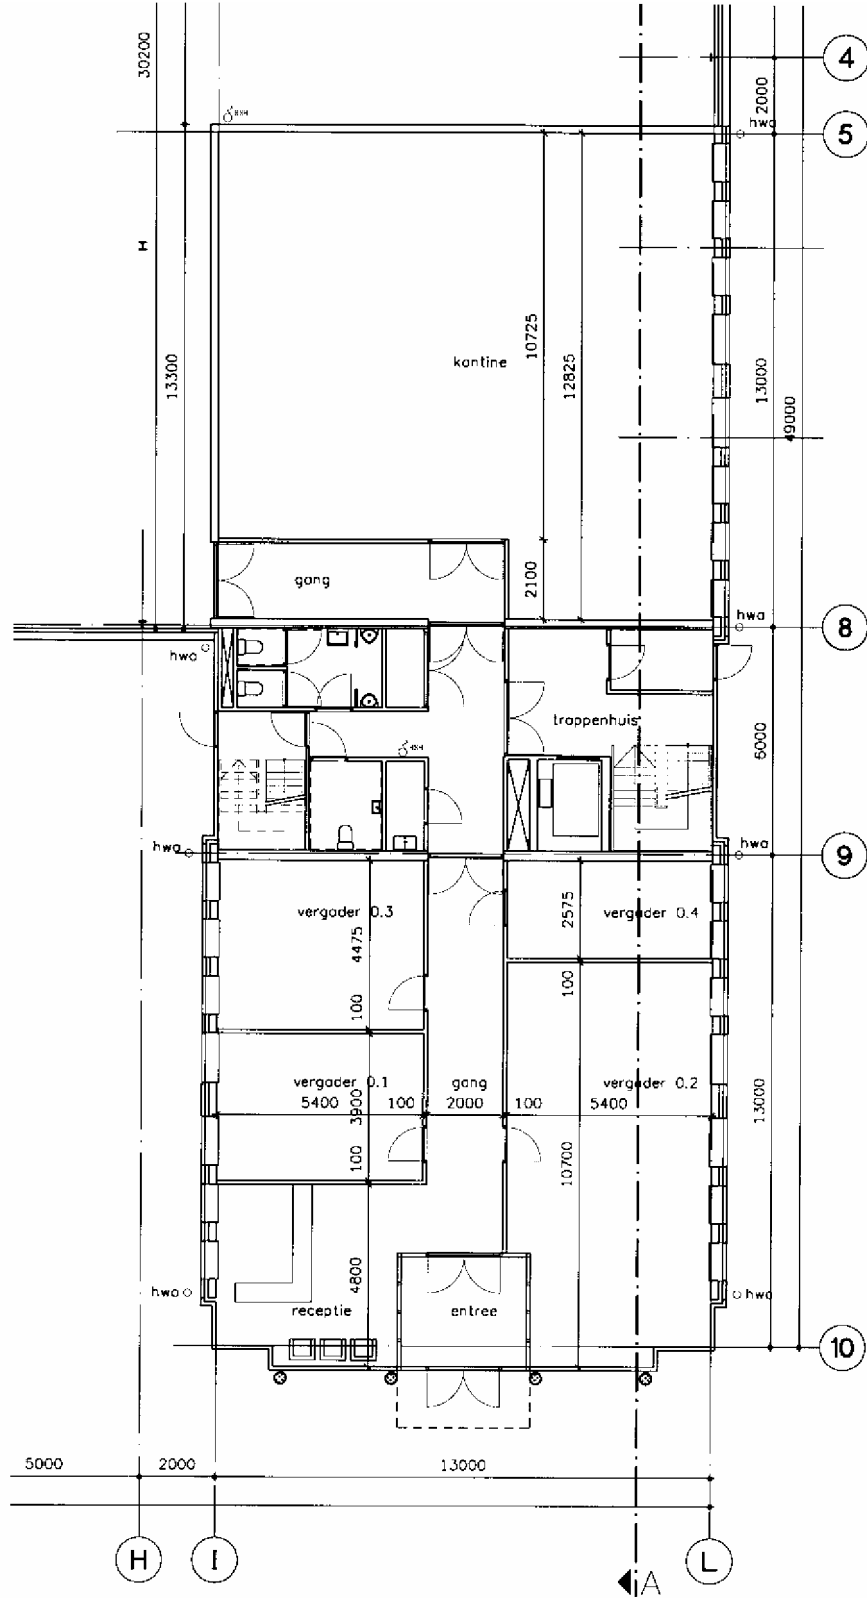 30200
4
2000
HSH
hwa
5
H
10725
kantine
12825
13300
13000
49000
gang
2100
hwa
8
hwa
trappenhuis
HSH
6000
hwa
hwa
9
vergader 0.3
4475
2575
vergader 0.4
100
100
vergader 0.1
gang
vergader 0.2
5400
3900
100
2000
100
5400
13000
100
10700
4800
hwa
receptie
entree
hwa
10
5000
2000
13000
H
I
L
A